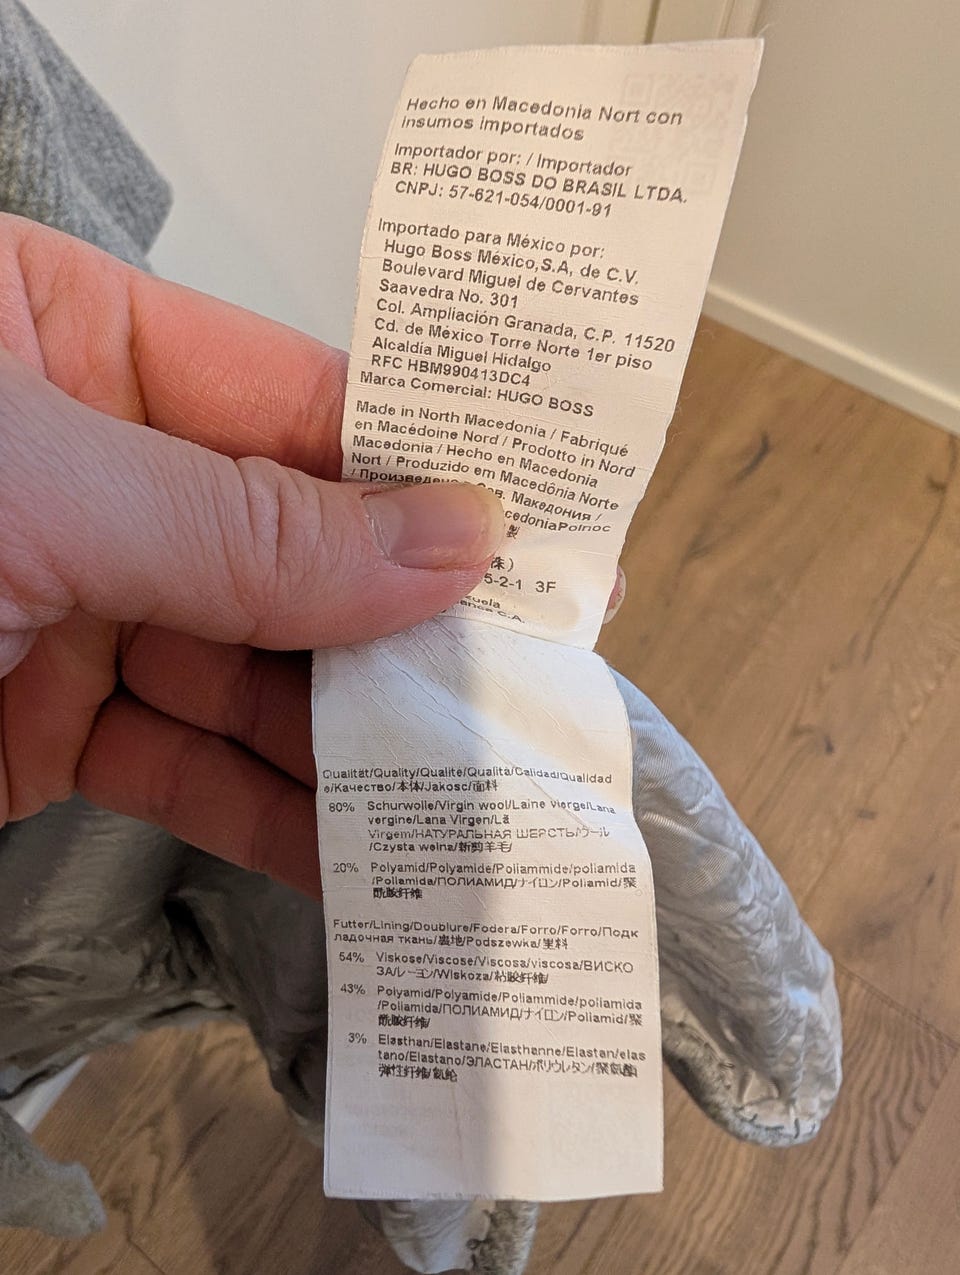 Hecho en Macedonia Nort con
insumos importados
Importador por: / Importador
BR: HUGO BOSS DO BRASIL LTDA.
CNPJ: 57-621-054/0001-91
Importado para México por:
Hugo Boss México,S.A, de C.V.
Boulevard Miguel de Cervantes
Saavedra No. 301
Col. Ampliación Granada, C.P. 11520
Cd. de México Torre Norte 1er piso
Alcaldía Miguel Hidalgo
RFC HBM990413DC4
Marca Comercial: HUGO BOSS
Made in North Macedonia / Fabriqué
en Macédoine Nord / Prodotto in Nord
Macedonia / Hecho en Macedonia
Nort / Produzido em Macedônia Norte
/ Македония /
製
5-2-1 3F
C.A.
Qualität/Quality/Qualité/Qualità/Calidad/Qualidad
e/Качество/本体/Jakosc/面料
80% Schurwolle/Virgin wool/Laine vierge/Lana
vergine/Lana Virgen/Lã
Virgem/НАТУРАЛЬНАЯ ШЕРСТЬ/ウール
/Czysta welna/新剪羊毛/
20% Polyamid/Polyamide/Poliammide/poliamida
/Poliamida/ПОЛИАМИД/ナイロン/Poliamid/聚
酰胺纤维
Futter/Lining/Doublure/Fodera/Forro/Forro/Подк
ладочная ткань/裏地/Podszewka/里料
54% Viskose/Viscose/Viscosa/viscosa/ВИСКО
ЗА/レーヨン/Wiskoza/粘胶纤维/
43% Polyamid/Polyamide/Poliammide/poliamida
/Poliamida/ПОЛИАМИД/ナイロン/Poliamid/聚
酰胺纤维/
3% Elasthan/Elastane/Elasthanne/Elastan/elas
tano/Elastano/ЭЛАСТАН/ポリウレタン/聚氨酯
弹性纤维/氨纶